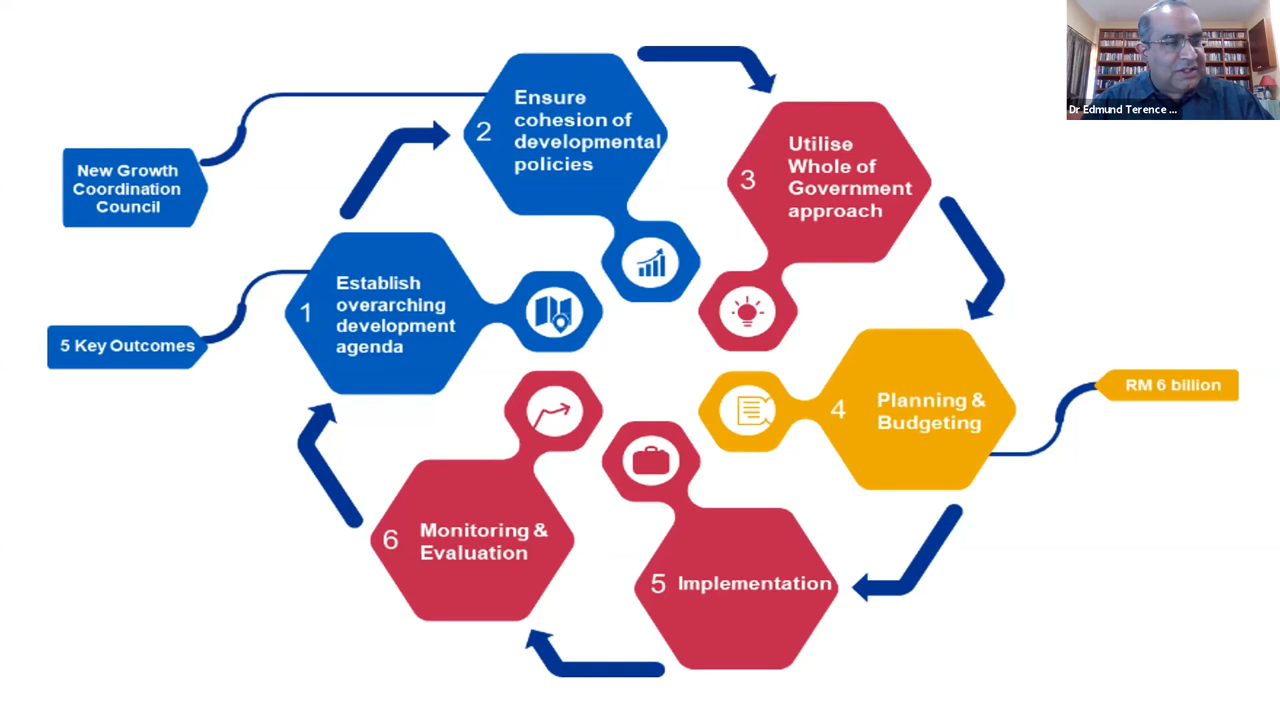 Dr Edmund Terence ...
New Growth
Coordination
Council
5 Key Outcomes
1
Establish
overarching
development
agenda
2
Ensure
cohesion of
developmental
policies
3
Utilise
Whole of
Government
approach
4
Planning &
Budgeting
RM 6 billion
5
Implementation
6
Monitoring &
Evaluation